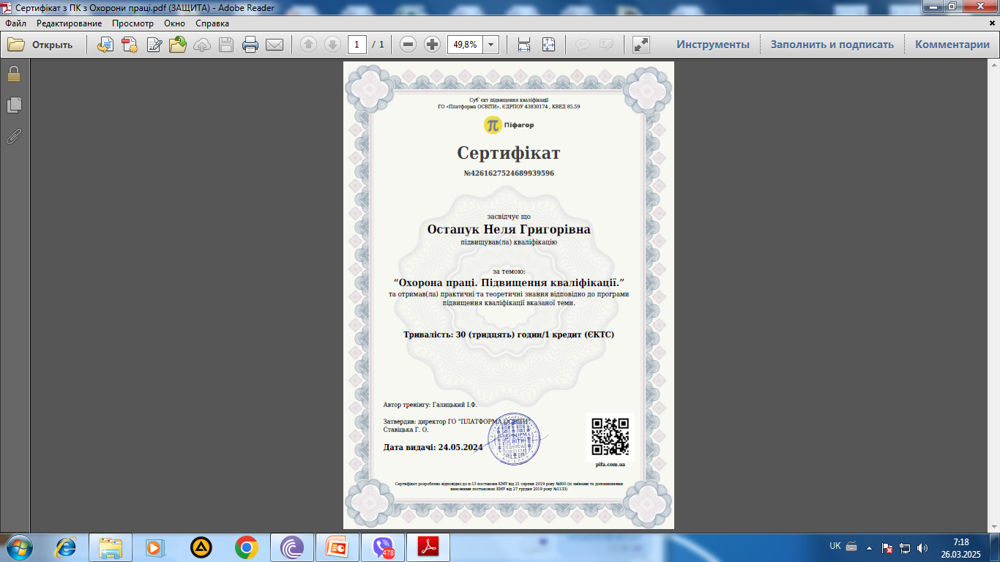 Сертифікат з ПК з Охорони праці.pdf (ЗАЩИТА) - Adobe Reader
Файл Редактирование Просмотр Окно Справка
Открыть 1 / 1 49,8% Инструменты Заполнить и подписать Комментарии
Суб`єкт підвищення кваліфікації
ГО «Платформа ОСВІТИ», ЄДРПОУ 43830174 , КВЕД 85.59
π Піфагор
Сертифікат
№4261627524689939596
засвідчує що
Остапук Неля Григорівна
підвищував(ла) кваліфікацію
за темою:
“Охорона праці. Підвищення кваліфікації.”
та отримав(ла) практичні та теоретичні знання відповідно до програми
підвищення кваліфікації вказаної теми.
Тривалість: 30 (тридцять) годин/1 кредит (ЄКТС)
Автор тренінгу: Галицький І.Ф.
Затвердив: директор ГО "ПЛАТФОРМА ОСВІТИ"
Ставіцька Г. О.
Дата видачі: 24.05.2024
ПЛАТФОРМА
ОСВІТИ
pifa.com.ua
Сертифікат розроблено відповідно до п-13 постанови КМУ від 21 серпня 2019 року №800 (зі змінами та доповненнями
внесеними постановою КМУ від 27 грудня 2019 року №1133)
478
UK
7:18
26.03.2025